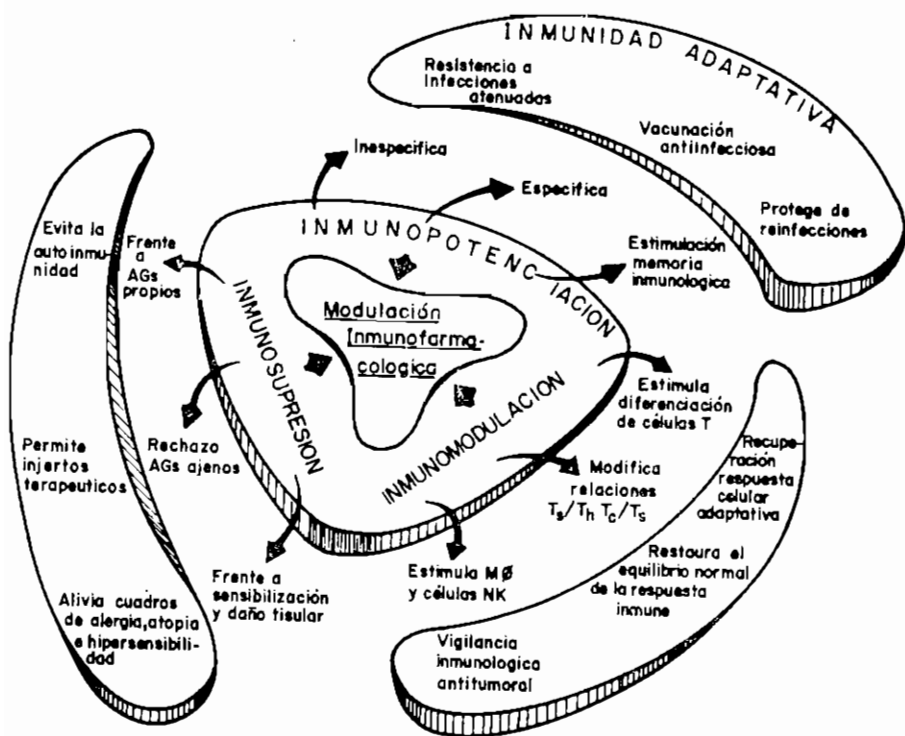 INMUNIDAD ADAPTATIVA
Resistencia a
infecciones
atenuadas
Vacunación
antiinfecciosa
Protege de
reinfecciones
Inespecifica
Específica
Estimulación
memoria
inmunologica
INMUNOPOTENCIACION
Evita la
autoinmu-
nidad
Frente
a
AGs
propios
INMUNOSUPRESION
Modulación
Inmunofarma-
cologica
INMUNOMODULACION
Estimula
diferenciación
de células T
Permite
injertos
terapeuticos
Rechazo
AGs ajenos
Modifica
relaciones
Ts/Th Tc/Ts
Recupe-
ración
respuesta
celular
adaptativa
Frente a
sensibilización
y daño tisular
Estimula MØ
y células NK
Restoura el
equilibrio normal
de la respuesta
inmune
Alivia cuadros
de alergia, atopia
e hipersensibili-
dad
Vigilancia
inmunologica
antitumoral